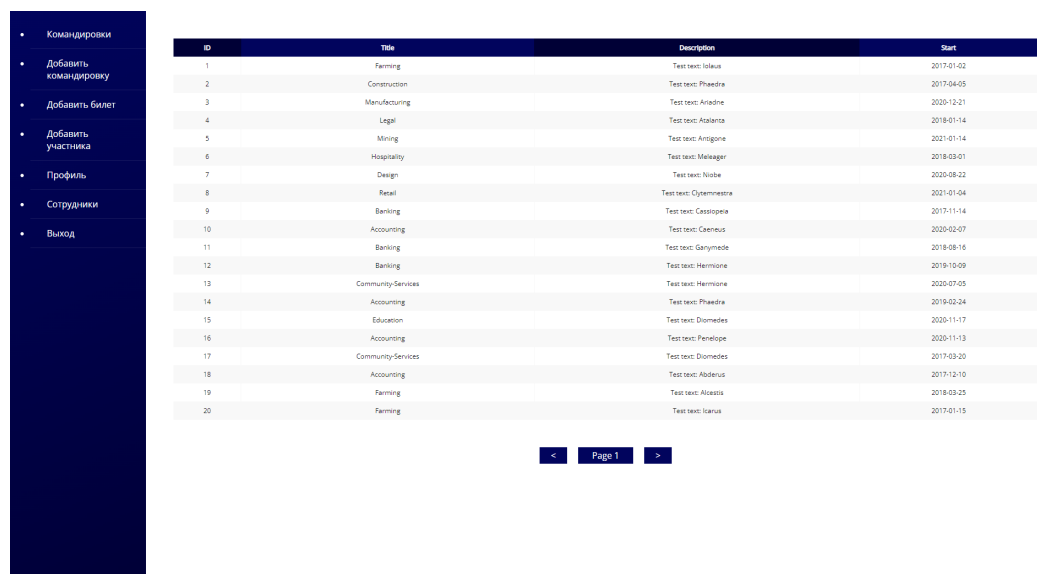 Командировки
Добавить
командировку
Добавить билет
Добавить
участника
Профиль
Сотрудники
Выход
ID Title Description Start
1 Farming Test text: Iolaus 2017-01-02
2 Construction Test text: Phaedra 2017-04-05
3 Manufacturing Test text: Ariadne 2020-12-21
4 Legal Test text: Atalanta 2018-01-14
5 Mining Test text: Antigone 2021-01-14
6 Hospitality Test text: Meleager 2018-03-01
7 Design Test text: Niobe 2020-08-22
8 Retail Test text: Clytemnestra 2021-01-04
9 Banking Test text: Cassiopeia 2017-11-14
10 Accounting Test text: Caeneus 2020-02-07
11 Banking Test text: Ganymede 2018-08-16
12 Banking Test text: Hermione 2019-10-09
13 Community-Services Test text: Hermione 2020-07-05
14 Accounting Test text: Phaedra 2019-02-24
15 Education Test text: Diomedes 2020-11-17
16 Accounting Test text: Penelope 2020-11-13
17 Community-Services Test text: Diomedes 2017-03-20
18 Accounting Test text: Abderus 2017-12-10
19 Farming Test text: Alcestis 2018-03-25
20 Farming Test text: Icarus 2017-01-15
< Page 1 >